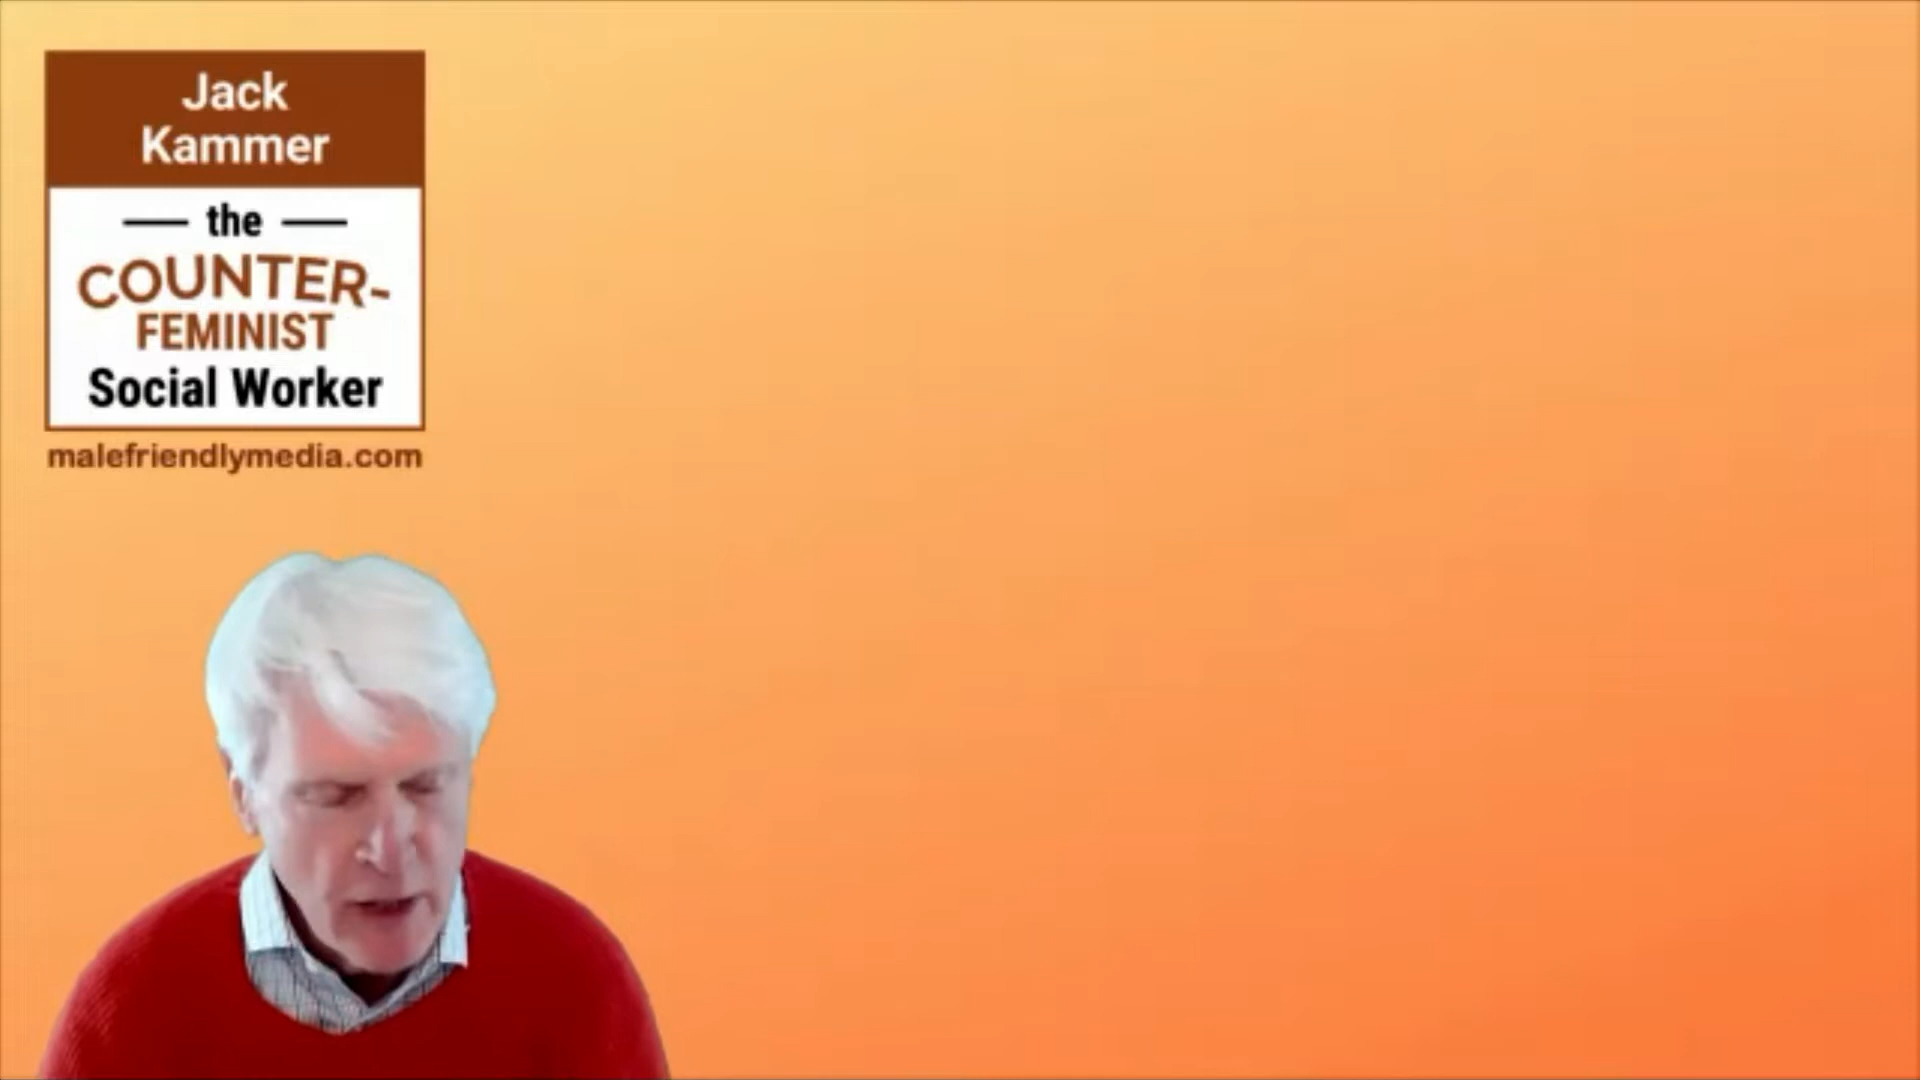 Jack
Kammer
the
COUNTER-
FEMINIST
Social Worker
malefriendlymedia.com